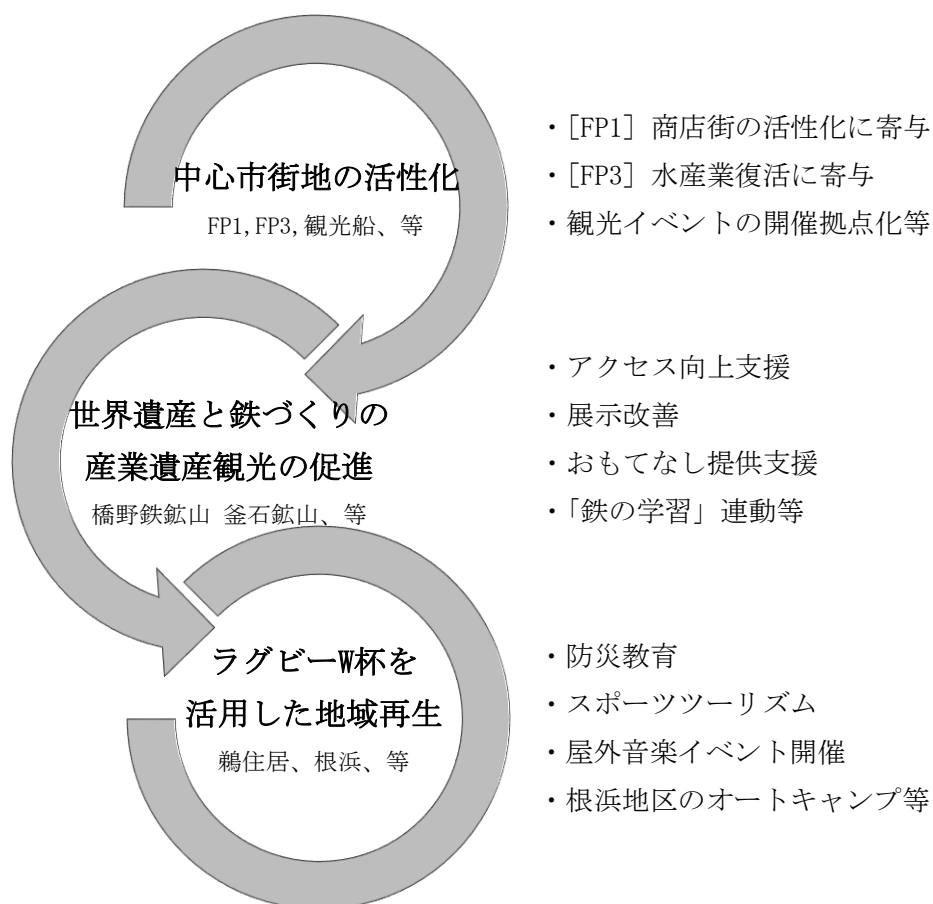 中心市街地の活性化
FP1,FP3,観光船、等
・[FP1] 商店街の活性化に寄与
・[FP3] 水産業復活に寄与
・観光イベントの開催拠点化等
世界遺産と鉄づくりの
産業遺産観光の促進
橋野鉄鉱山 釜石鉱山、等
・アクセス向上支援
・展示改善
・おもてなし提供支援
・「鉄の学習」連動等
ラグビーW杯を
活用した地域再生
鵜住居、根浜、等
・防災教育
・スポーツツーリズム
・屋外音楽イベント開催
・根浜地区のオートキャンプ等